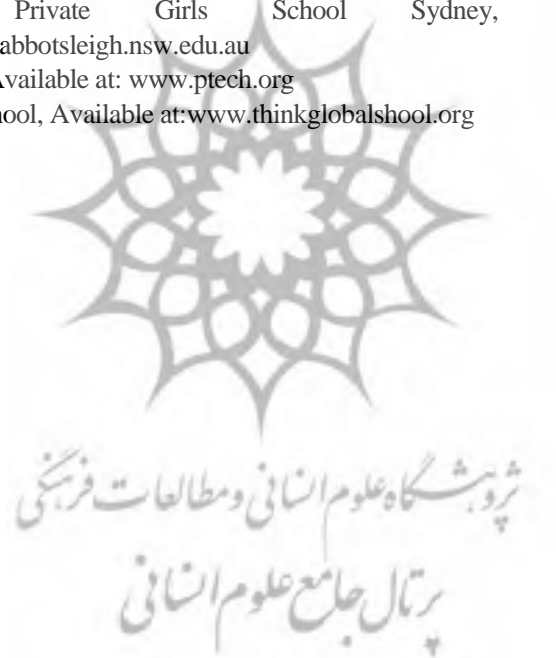 Private Girls School Sydney,
abbotsleigh.nsw.edu.au
Available at: www.ptech.org
hool, Available at:www.thinkglobalshool.org
پژوهشگاه علوم انسانی و مطالعات فرهنگی
پرتال جامع علوم انسانی